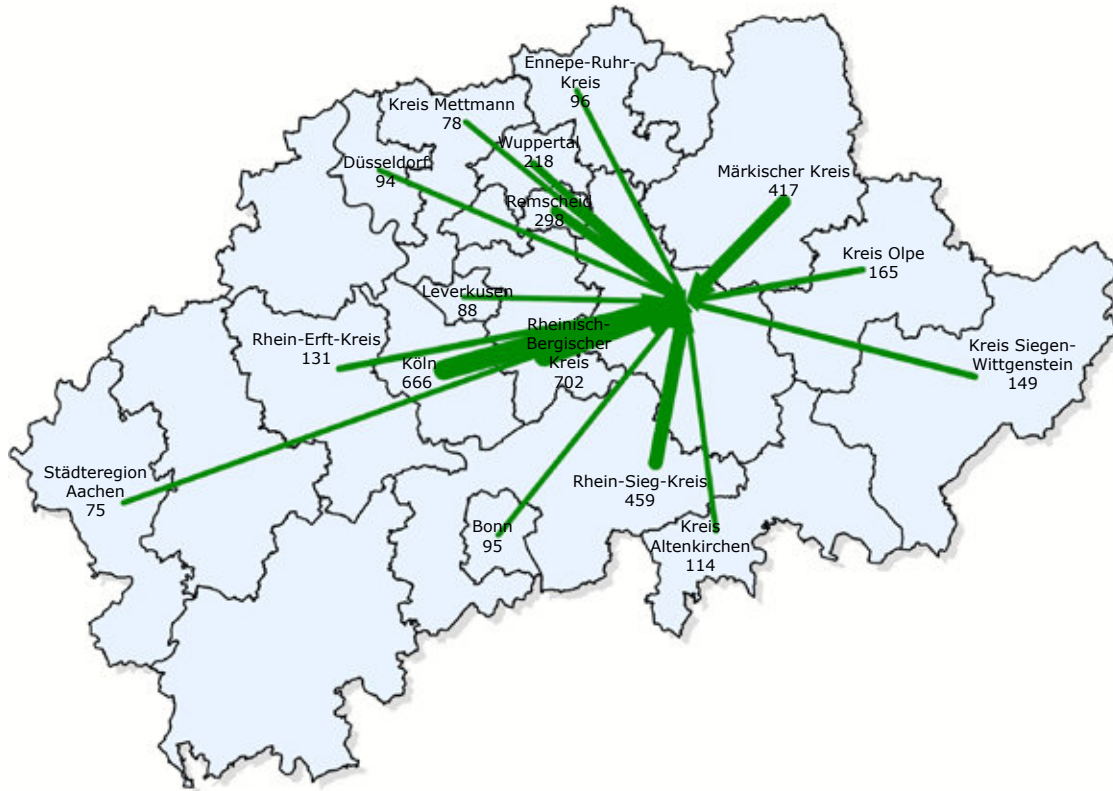 Ennepe-Ruhr-
Kreis
96
Kreis Mettmann
78
Wuppertal
218
Düsseldorf
94
Märkischer Kreis
417
Remscheid
298
Kreis Olpe
165
Leverkusen
88
Rheinisch-
Bergischer
Kreis
702
Rhein-Erft-Kreis
131
Köln
666
Kreis Siegen-
Wittgenstein
149
Städteregion
Aachen
75
Rhein-Sieg-Kreis
459
Bonn
95
Kreis
Altenkirchen
114